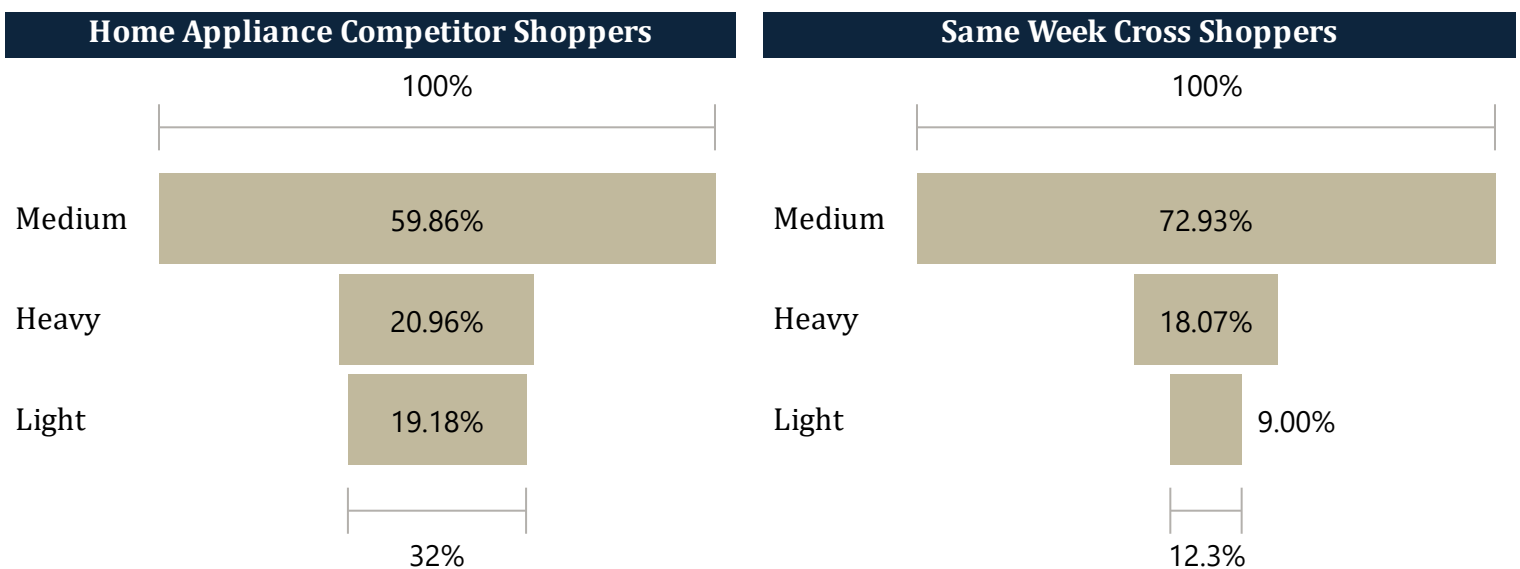 Home Appliance Competitor Shoppers
100%
Medium
59.86%
Heavy
20.96%
Light
19.18%
32%
Same Week Cross Shoppers
100%
Medium
72.93%
Heavy
18.07%
Light
9.00%
12.3%